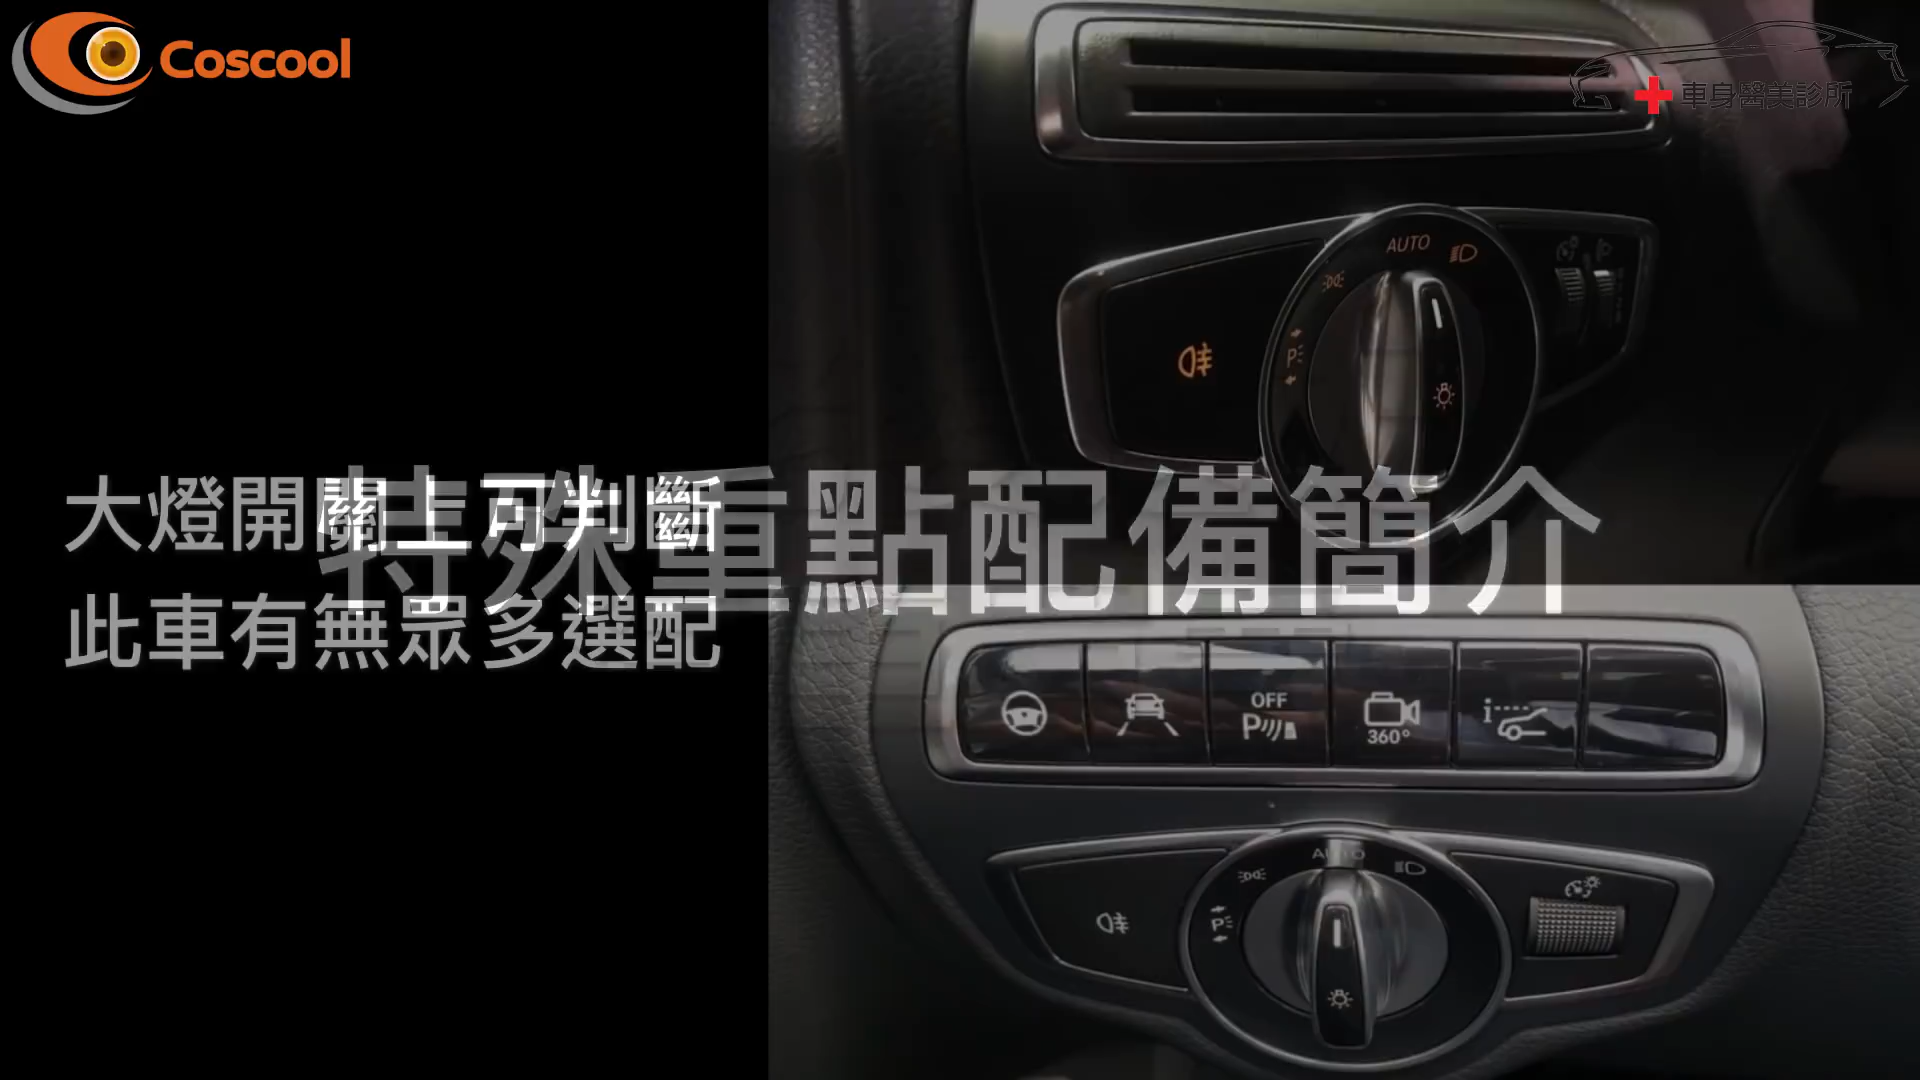 Coscool
車身醫美診所
AUTO
P
特殊重點配備簡介
大燈開關上可判斷
此車有無眾多選配
OFF
P
360°
i
AUTO
P